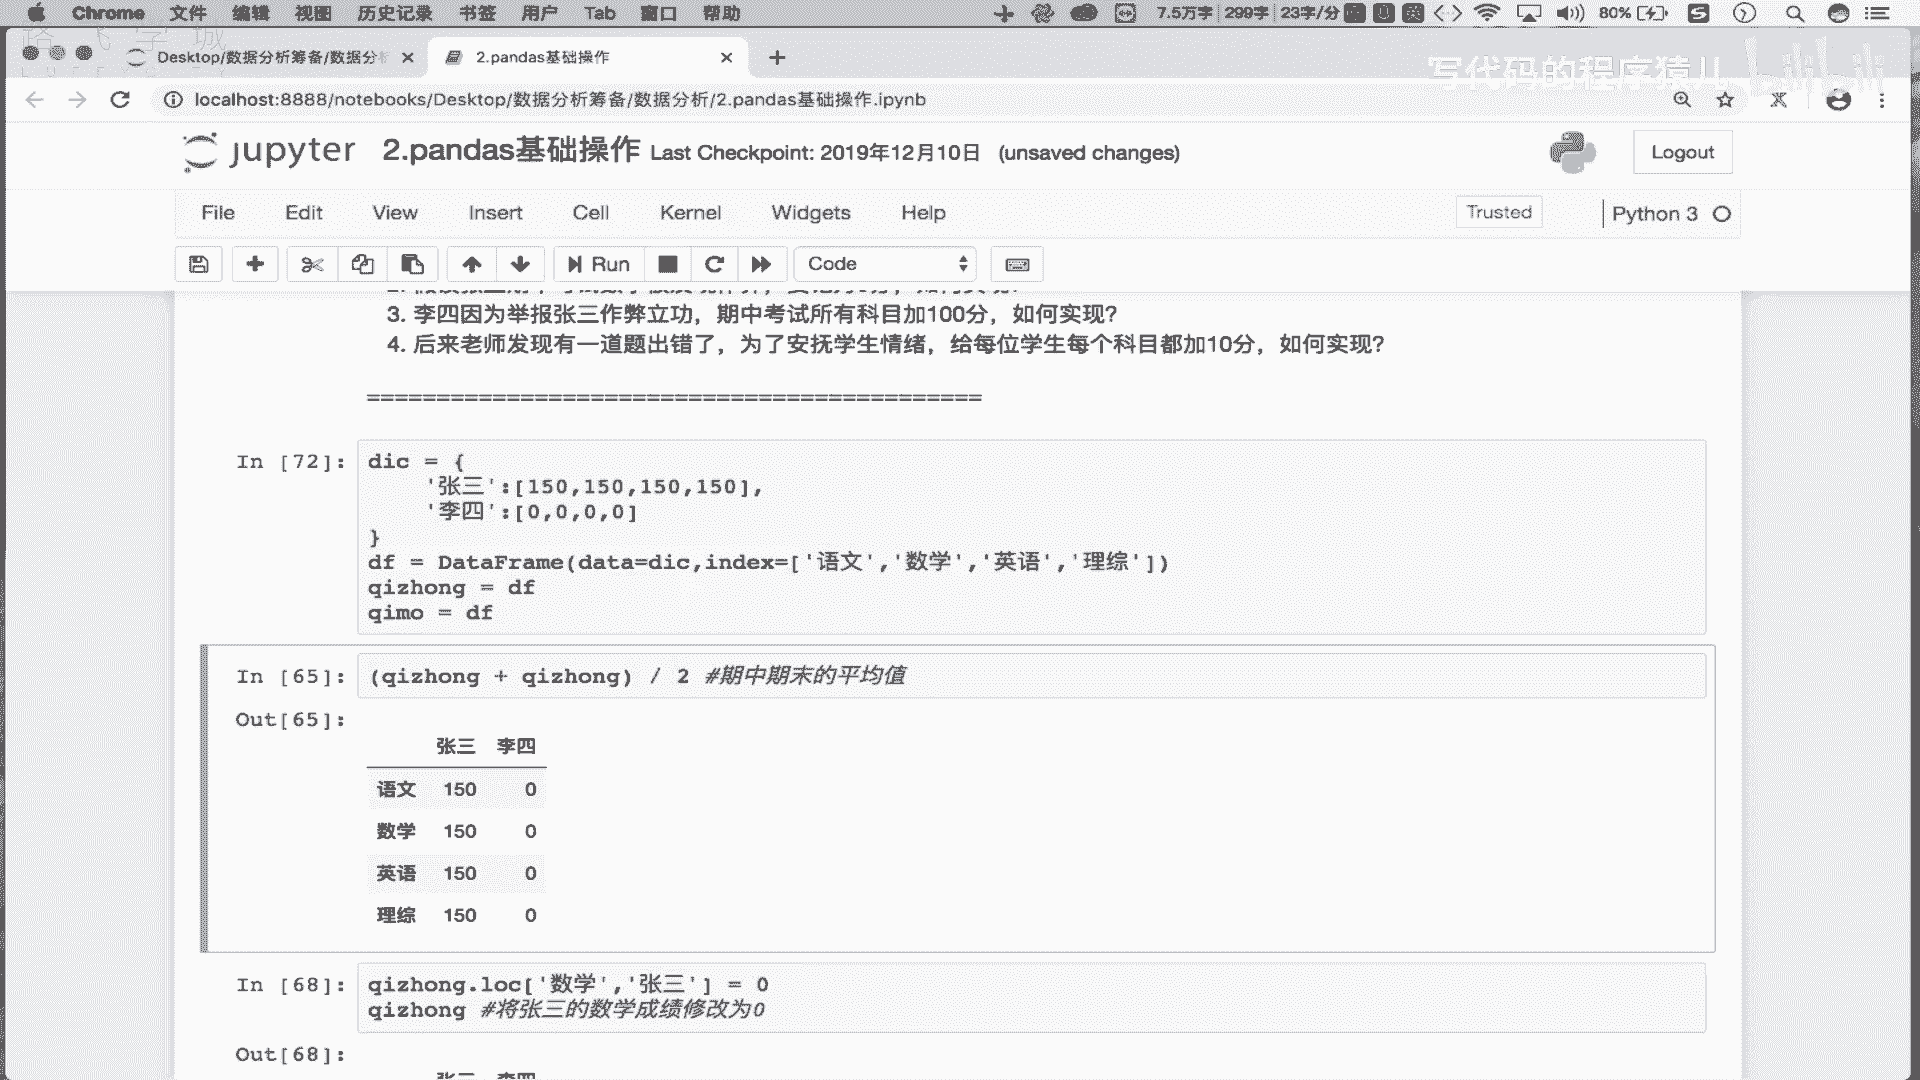 Chrome 文件 编辑 视图 历史记录 书签 用户 Tab 窗口 帮助 7.5万字 299字 23字/分 80%
Desktop/数据分析筹备/数据分
2.pandas基础操作
写代码的程序猿儿 bilibili
localhost:8888/notebooks/Desktop/数据分析筹备/数据分析/2.pandas基础操作.ipynb
jupyter 2.pandas基础操作 Last Checkpoint: 2019年12月10日 (unsaved changes)
Logout
File Edit View Insert Cell Kernel Widgets Help Trusted Python 3
Run Code
3. 李四因为举报张三作弊立功，期中考试所有科目加100分，如何实现？
4. 后来老师发现有一道题出错了，为了安抚学生情绪，给每位学生每个科目都加10分，如何实现？
============================================
In [72]: dic = {
'张三':[150,150,150,150],
'李四':[0,0,0,0]
}
df = DataFrame(data=dic,index=['语文','数学','英语','理综'])
qizhong = df
qimo = df
In [65]: (qizhong + qizhong) / 2 #期中期末的平均值
Out[65]:
张三 李四
语文 150 0
数学 150 0
英语 150 0
理综 150 0
In [68]: qizhong.loc['数学','张三'] = 0
qizhong #将张三的数学成绩修改为0
Out[68]:
张三 李四